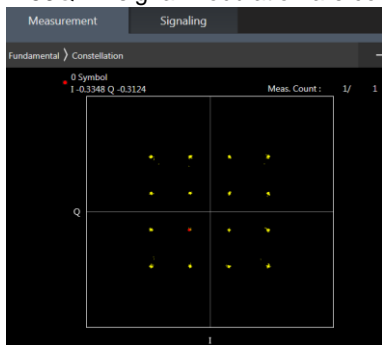 Measurement Signaling
Fundamental 〉 Constellation
0 Symbol
I -0.3348 Q -0.3124 Meas. Count : 1/ 1
Q
I